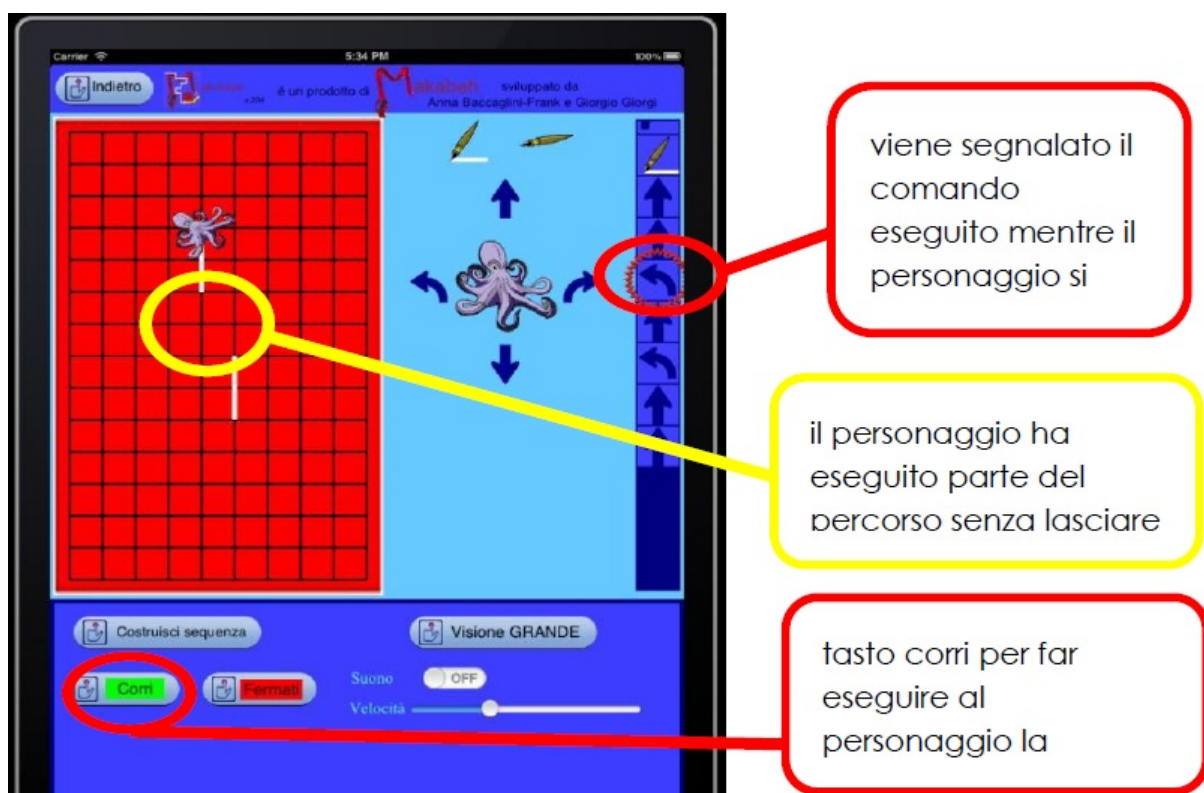 Carrier 5:34 PM 100%
Indietro
v.204 é un prodotto di Makabeh sviluppato da
Anna Baccaglini-Frank e Giorgio Giorgi
viene segnalato il
comando
eseguito mentre il
personaggio si
il personaggio ha
eseguito parte del
percorso senza lasciare
Costruisci sequenza
Visione GRANDE
Corri
Fermati
Suono OFF
Velocità
tasto corri per far
eseguire al
personaggio la